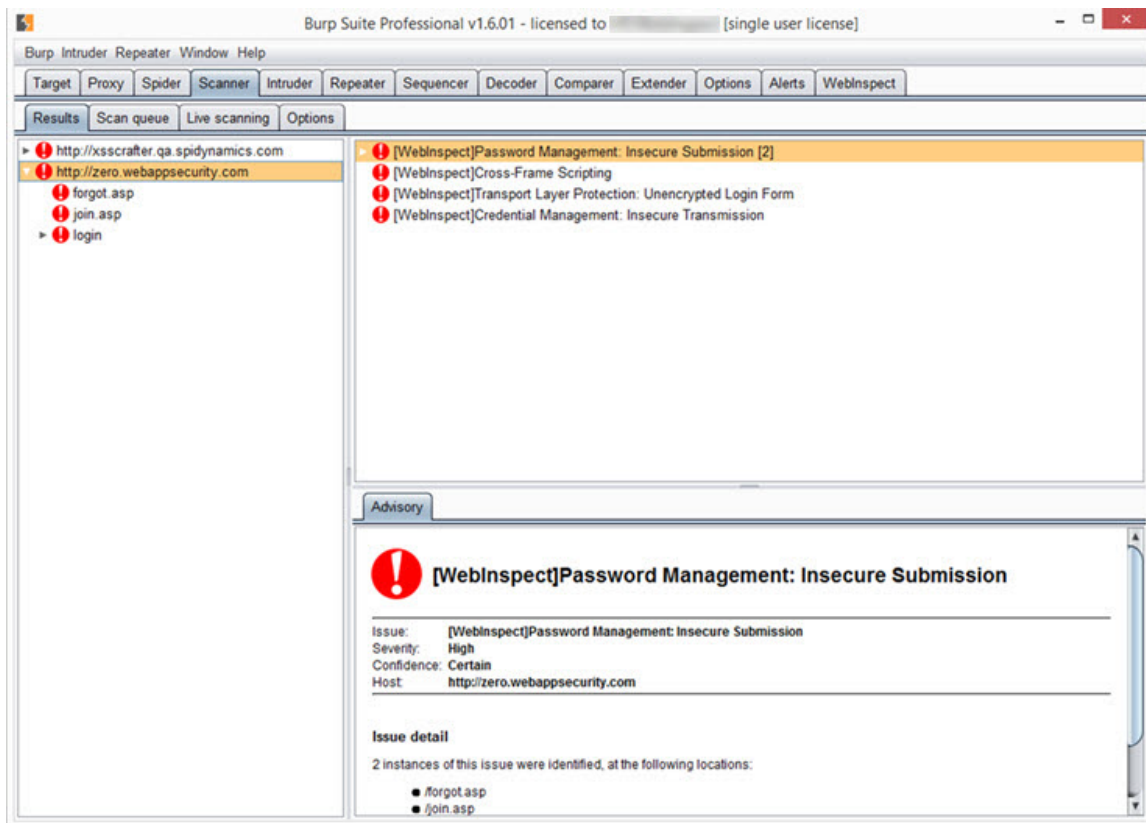 Burp Suite Professional v1.6.01 - licensed to [single user license]
Burp Intruder Repeater Window Help
Target Proxy Spider Scanner Intruder Repeater Sequencer Decoder Comparer Extender Options Alerts WebInspect
Results Scan queue Live scanning Options
http://xsscrafter.qa.spidynamics.com
http://zero.webappsecurity.com
forgot.asp
join.asp
login
[WebInspect]Password Management: Insecure Submission [2]
[WebInspect]Cross-Frame Scripting
[WebInspect]Transport Layer Protection: Unencrypted Login Form
[WebInspect]Credential Management: Insecure Transmission
Advisory
[WebInspect]Password Management: Insecure Submission
Issue: [WebInspect]Password Management: Insecure Submission
Severity: High
Confidence: Certain
Host: http://zero.webappsecurity.com
Issue detail
2 instances of this issue were identified, at the following locations:
/forgot.asp
/join.asp